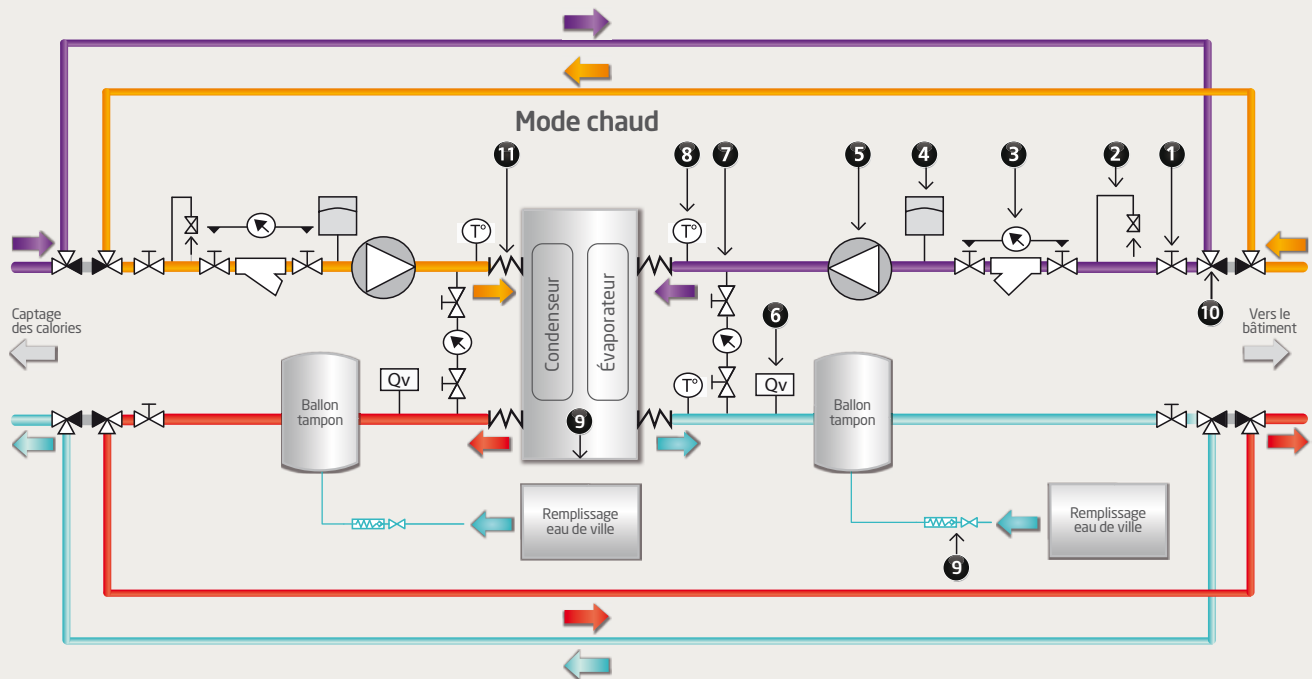 Mode chaud
11
8
7
5
4
3
2
1
T°
T°
Captage
des calories
Condenseur
Évaporateur
6
10
Vers le
bâtiment
Ballon
tampon
Qv
T°
Qv
Ballon
tampon
9
Remplissage
eau de ville
Remplissage
eau de ville
9